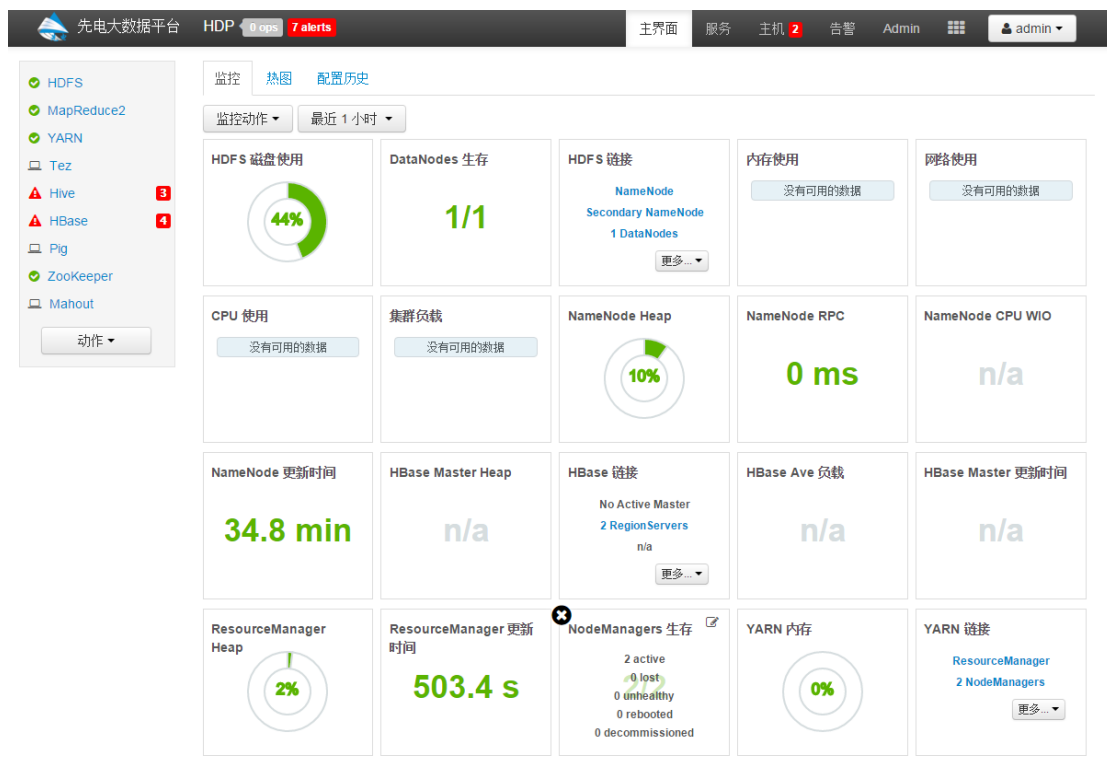 先电大数据平台 HDP 0 ops 7 alerts 主界面 服务 主机 2 告警 Admin admin
HDFS
MapReduce2
YARN
Tez
Hive 3
HBase 4
Pig
ZooKeeper
Mahout
动作
监控 热图 配置历史
监控动作 最近 1 小时
HDFS 磁盘使用
44%
DataNodes 生存
1/1
HDFS 链接
NameNode
Secondary NameNode
1 DataNodes
更多...
内存使用
没有可用的数据
网络使用
没有可用的数据
CPU 使用
没有可用的数据
集群负载
没有可用的数据
NameNode Heap
10%
NameNode RPC
0 ms
NameNode CPU WIO
n/a
NameNode 更新时间
34.8 min
HBase Master Heap
n/a
HBase 链接
No Active Master
2 RegionServers
n/a
更多...
HBase Ave 负载
n/a
HBase Master 更新时间
n/a
ResourceManager
Heap
2%
ResourceManager 更新
时间
503.4 s
NodeManagers 生存
2 active
0 lost
0 unhealthy
0 rebooted
0 decommissioned
2/2
YARN 内存
0%
YARN 链接
ResourceManager
2 NodeManagers
更多...